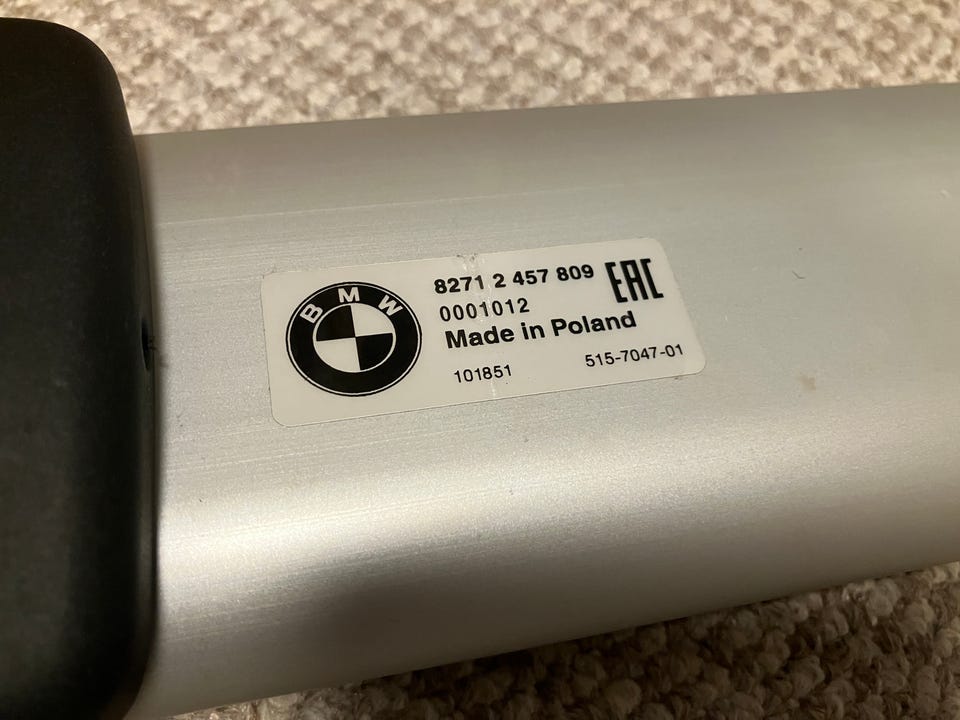 BMW
8271 2 457 809
EAC
0001012
Made in Poland
101851
515-7047-01